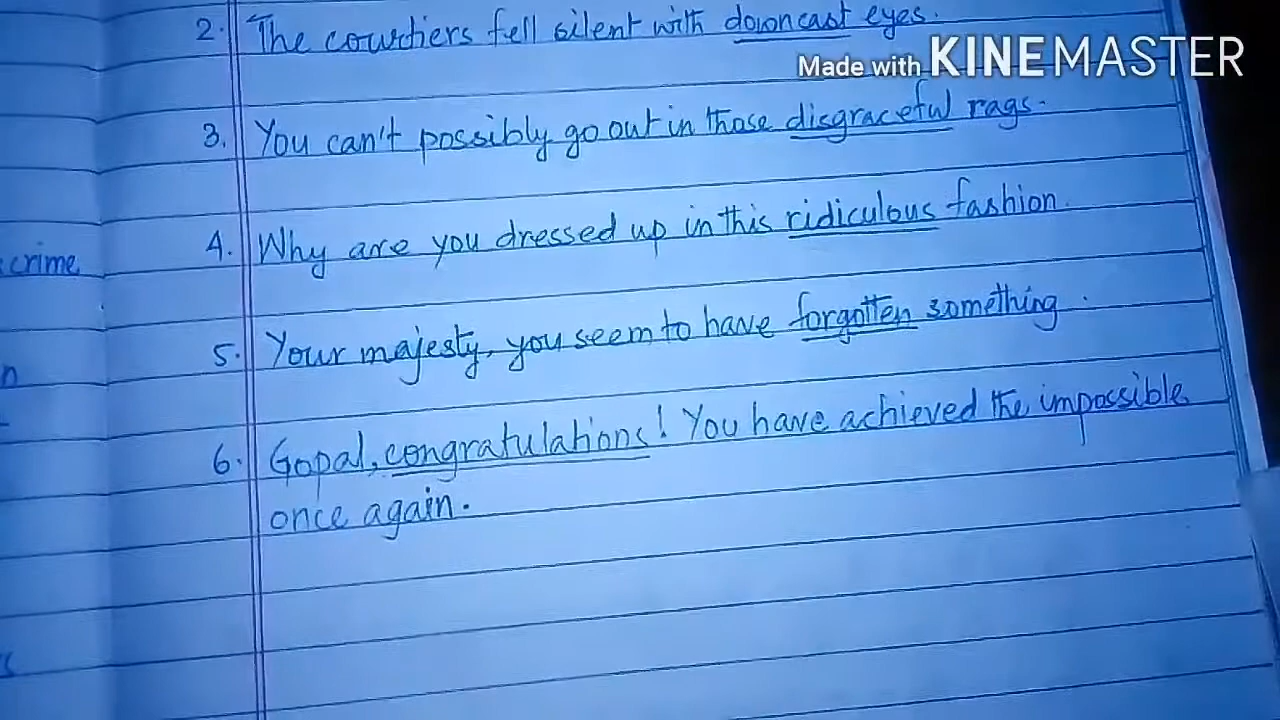 2. The courtiers fell silent with downcast eyes.
Made with KINEMASTER
3. You can't possibly go out in those disgraceful rags.
4. Why are you dressed up in this ridiculous fashion.
crime
5. Your majesty, you seem to have forgotten something.
n
6. Gopal, congratulations! You have achieved the impossible
once again.